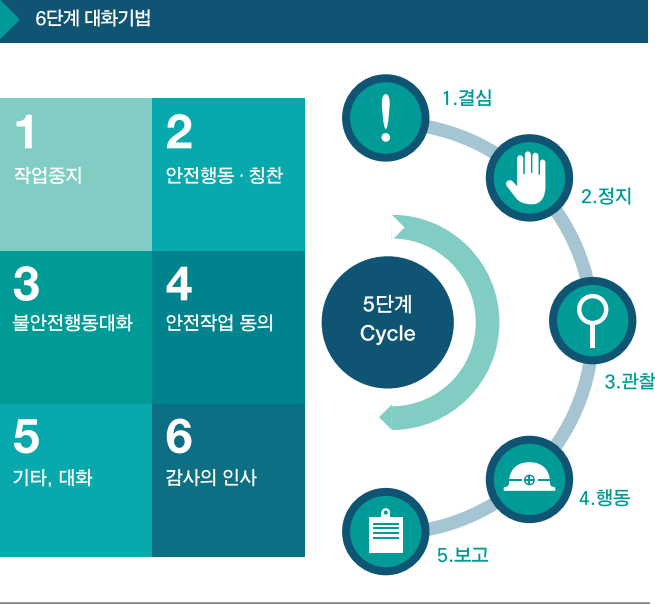 6단계 대화기법
1
작업중지
2
안전행동 · 칭찬
3
불안전행동대화
4
안전작업 동의
5
기타, 대화
6
감사의 인사
5단계
Cycle
1.결심
2.정지
3.관찰
4.행동
5.보고